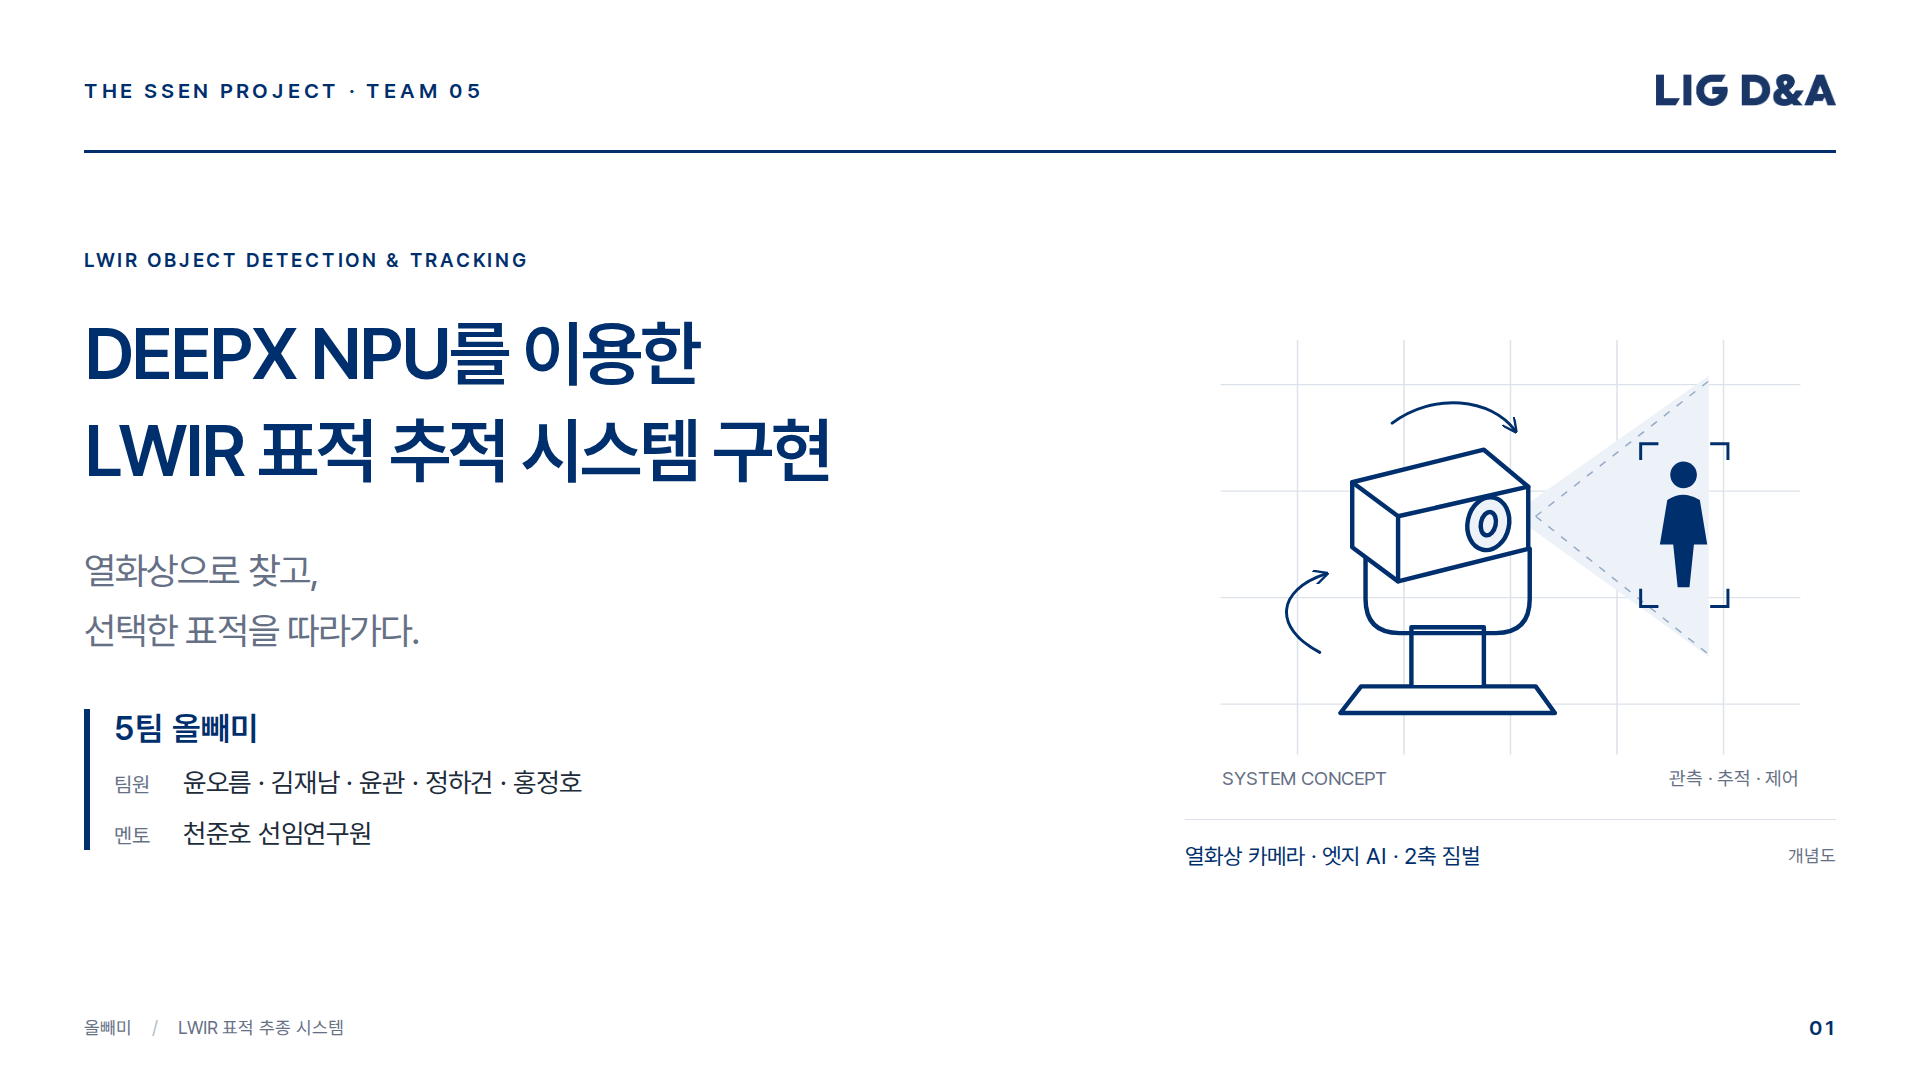 THE SSEN PROJECT · TEAM 05
LIG D&A
LWIR OBJECT DETECTION & TRACKING
DEEPX NPU를 이용한
LWIR 표적 추적 시스템 구현
열화상으로 찾고,
선택한 표적을 따라가다.
5팀 올빼미
팀원 윤오름 · 김재남 · 윤관 · 정하건 · 홍정호
멘토 천준호 선임연구원
SYSTEM CONCEPT 관측 · 추적 · 제어
열화상 카메라 · 엣지 AI · 2축 짐벌 개념도
올빼미 / LWIR 표적 추종 시스템
01